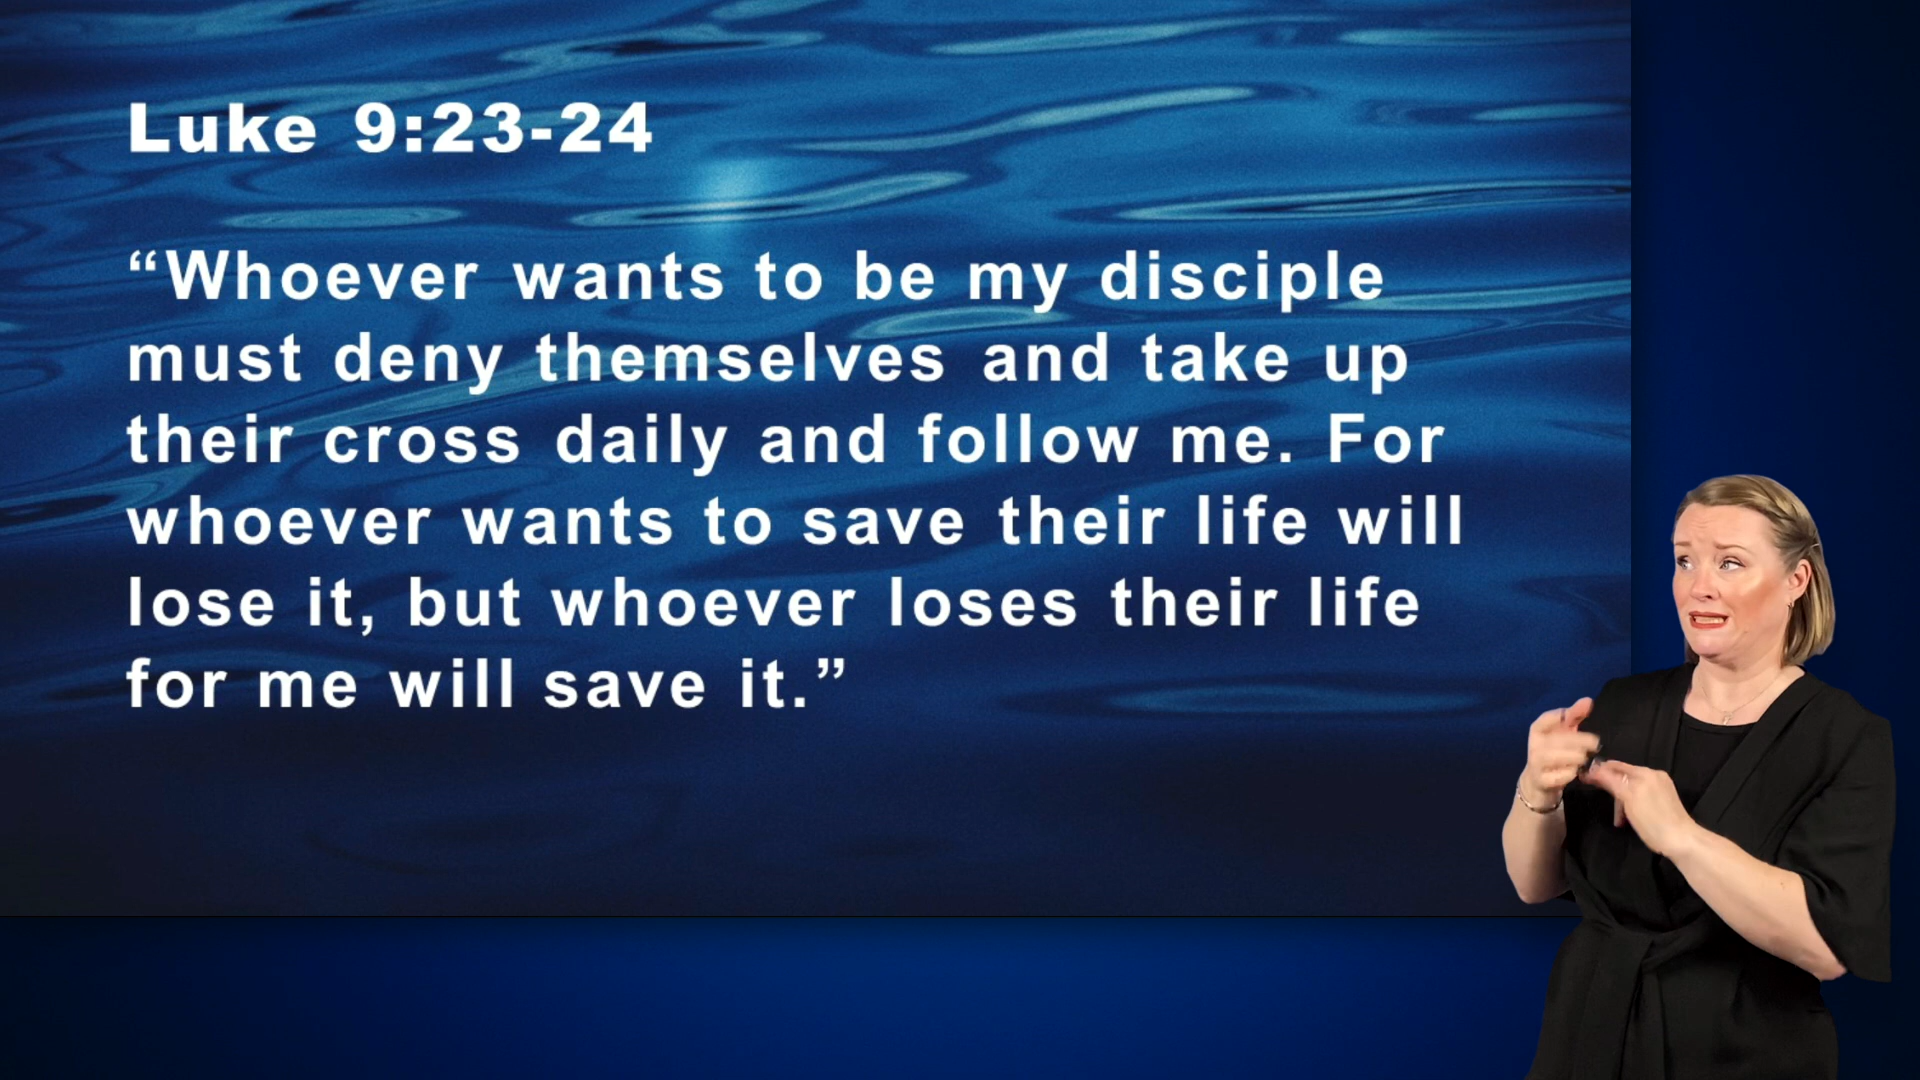 Luke 9:23-24
“Whoever wants to be my disciple
must deny themselves and take up
their cross daily and follow me. For
whoever wants to save their life will
lose it, but whoever loses their life
for me will save it.”